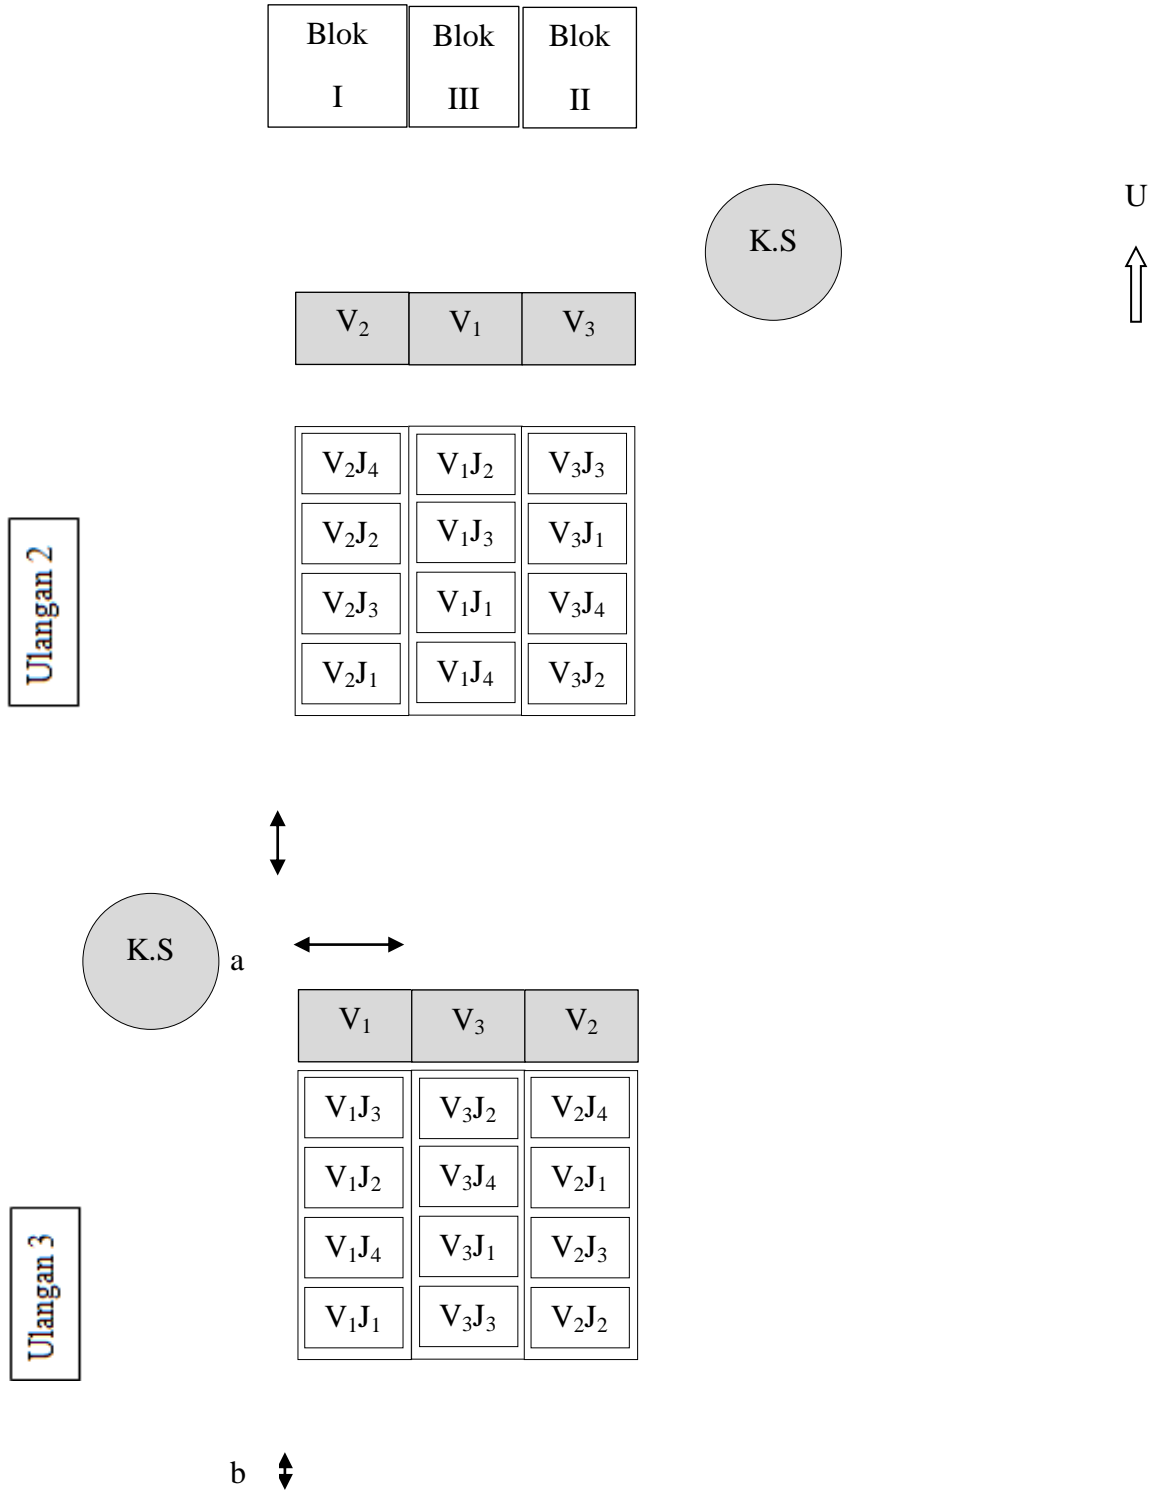 Blok Blok Blok
I III II
U
K.S
V₂ V₁ V₃
V₂J₄ V₁J₂ V₃J₃
V₂J₂ V₁J₃ V₃J₁
Ulangan 2
V₂J₃ V₁J₁ V₃J₄
V₂J₁ V₁J₄ V₃J₂
K.S a
V₁ V₃ V₂
V₁J₃ V₃J₂ V₂J₄
V₁J₂ V₃J₄ V₂J₁
Ulangan 3
V₁J₄ V₃J₁ V₂J₃
V₁J₁ V₃J₃ V₂J₂
b